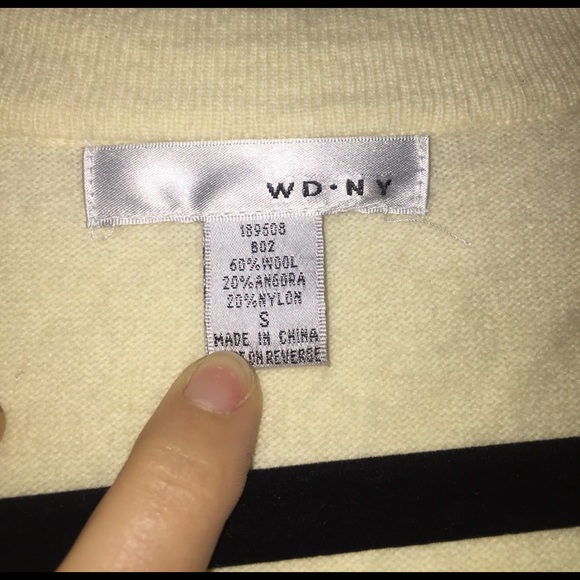 WD·NY
189608
802
60%WOOL
20%ANGORA
20%NYLON
S
MADE IN CHINA
ON REVERSE